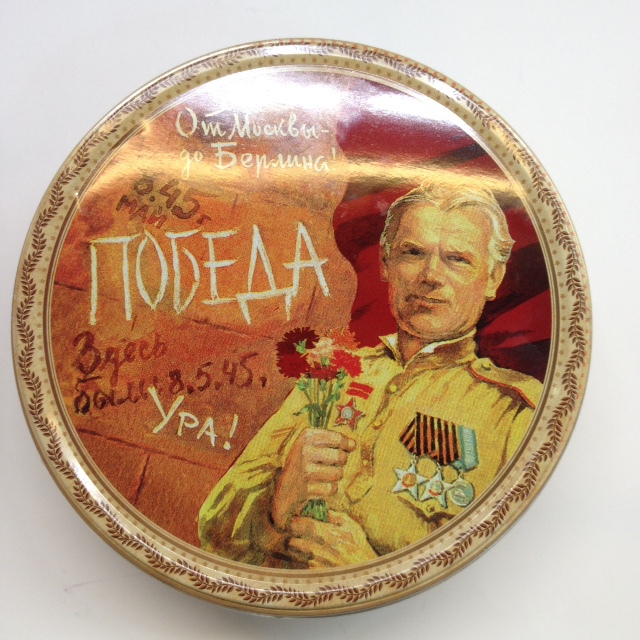 От Москвы-
до Берлина!
8.45 г
МАЙ
ПОБЕДА
Здесь
были 8.5.45.
УРА!